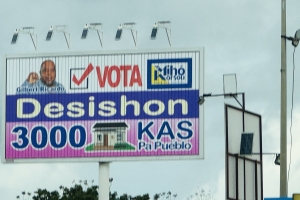 VOTA
Desishon
3000 KAS
Pa Pueblo